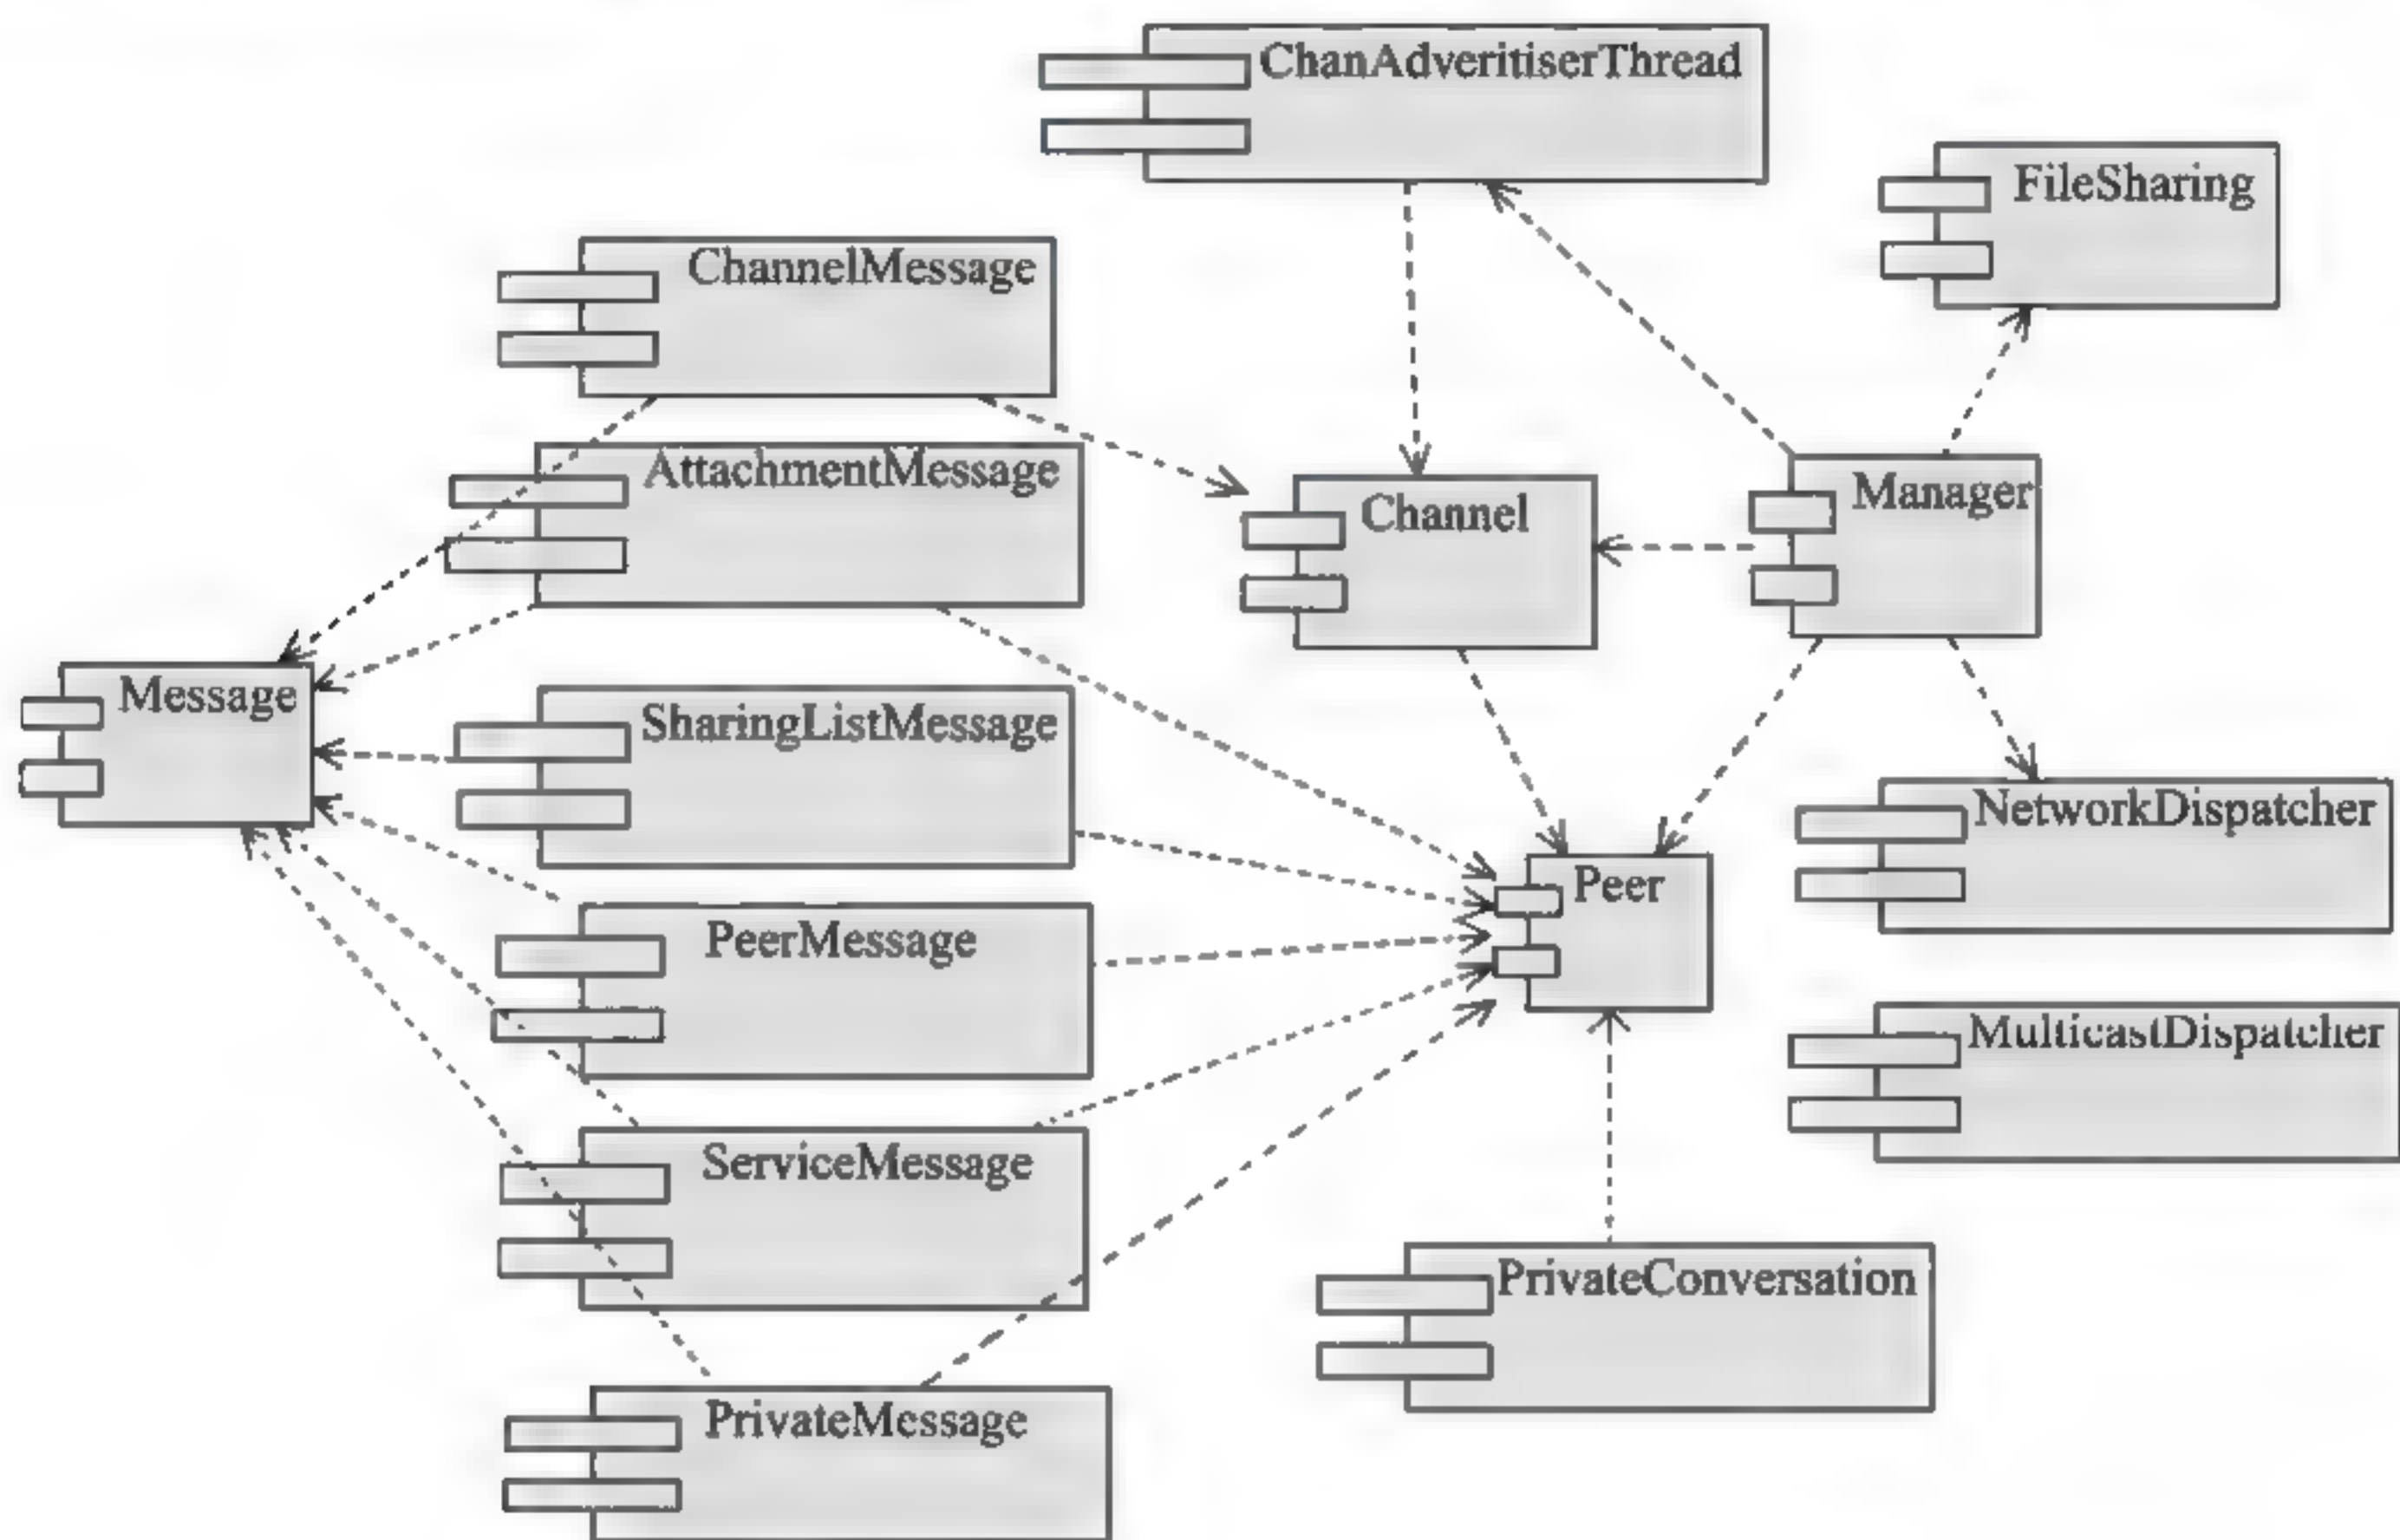 ChanAdveritiserThread
FileSharing
ChannelMessage
AttachmentMessage
Channel
Manager
Message
SharingListMessage
NetworkDispatcher
Peer
PeerMessage
MulticastDispatcher
ServiceMessage
PrivateConversation
PrivateMessage